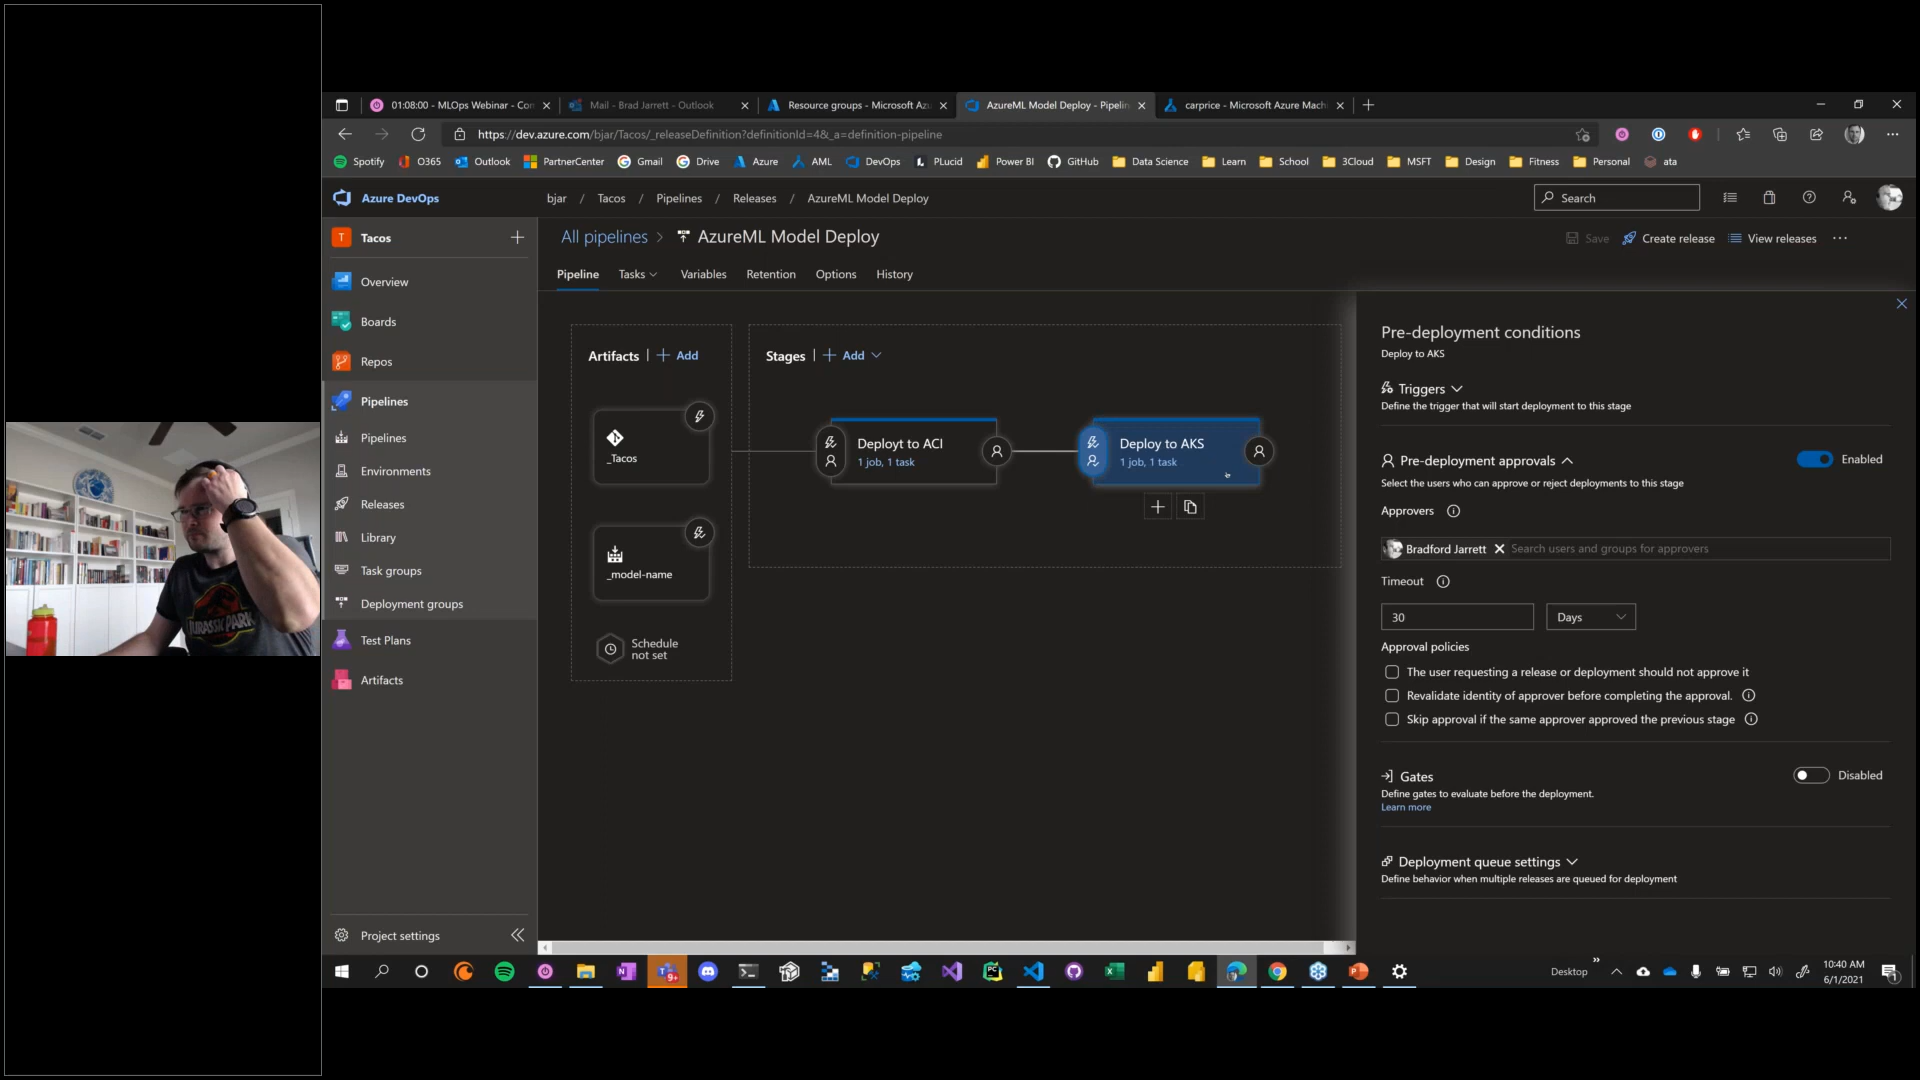 01:08:00 - MLOps Webinar - Con
Mail - Brad Jarrett - Outlook
Resource groups - Microsoft Azu
AzureML Model Deploy - Pipelin
carprice - Microsoft Azure Mach
https://dev.azure.com/bjar/Tacos/_releaseDefinition?definitionId=4&_a=definition-pipeline
Spotify O365 Outlook PartnerCenter Gmail Drive Azure AML DevOps PLucid Power BI GitHub Data Science Learn School 3Cloud MSFT Design Fitness Personal ata
Azure DevOps
bjar / Tacos / Pipelines / Releases / AzureML Model Deploy
Search
T Tacos
Overview
Boards
Repos
Pipelines
Pipelines
Environments
Releases
Library
Task groups
Deployment groups
Test Plans
Artifacts
Project settings
All pipelines > AzureML Model Deploy
Save Create release View releases
Pipeline Tasks Variables Retention Options History
Artifacts | + Add
_Tacos
_model-name
Schedule
not set
Stages | + Add
Deployt to ACI
1 job, 1 task
Deploy to AKS
1 job, 1 task
Pre-deployment conditions
Deploy to AKS
Triggers
Define the trigger that will start deployment to this stage
Pre-deployment approvals
Enabled
Select the users who can approve or reject deployments to this stage
Approvers
Bradford Jarrett Search users and groups for approvers
Timeout
30 Days
Approval policies
The user requesting a release or deployment should not approve it
Revalidate identity of approver before completing the approval.
Skip approval if the same approver approved the previous stage
Gates
Disabled
Define gates to evaluate before the deployment.
Learn more
Deployment queue settings
Define behavior when multiple releases are queued for deployment
JURASSIC PARK
Desktop
10:40 AM
6/1/2021